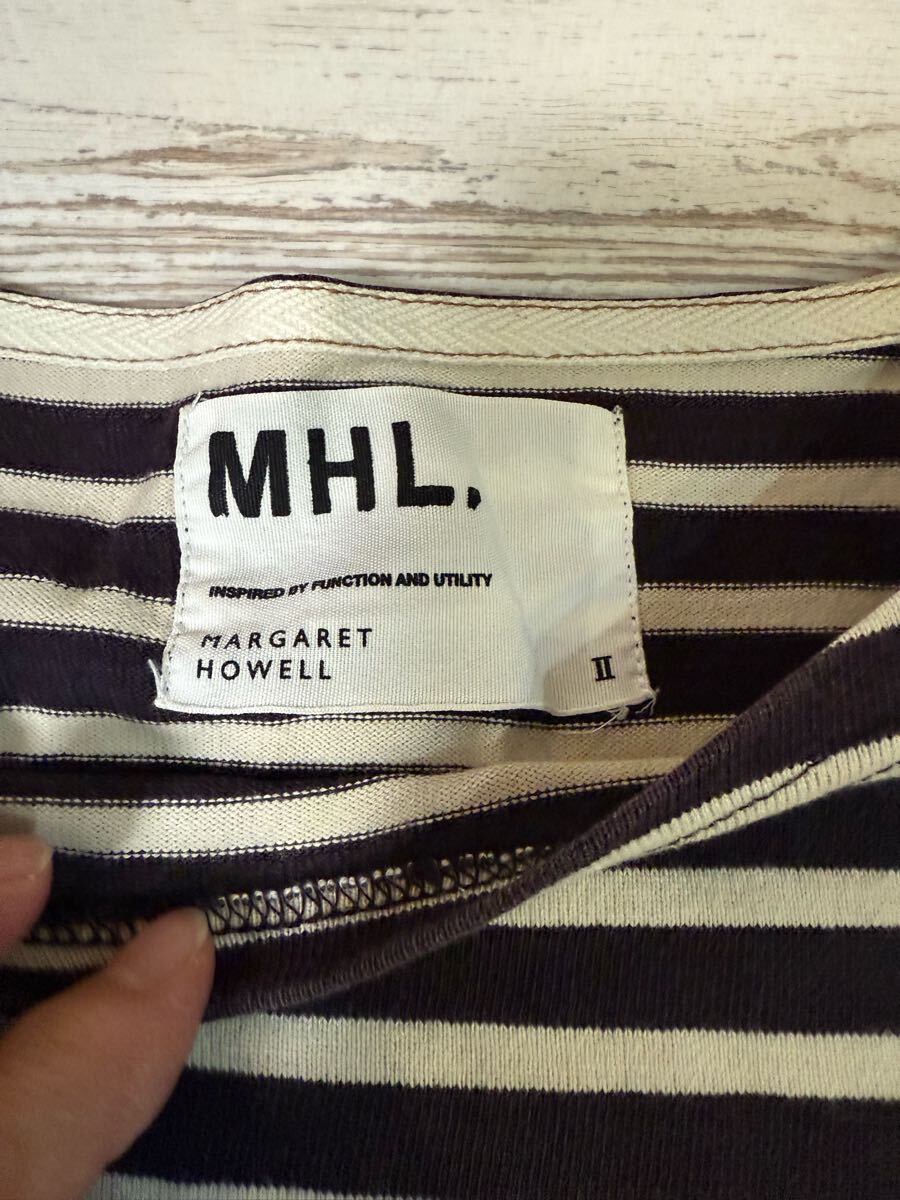 MHL.
INSPIRED BY FUNCTION AND UTILITY
MARGARET
HOWELL
II